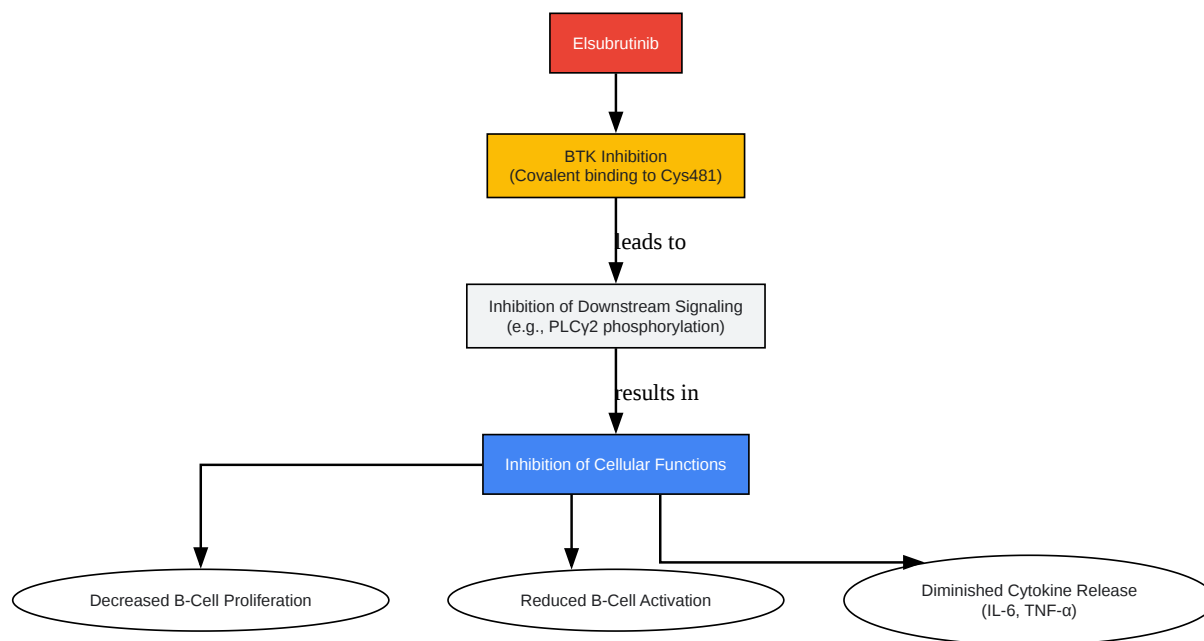 Elsubrutinib
BTK Inhibition
(Covalent binding to Cys481)
leads to
Inhibition of Downstream Signaling
(e.g., PLCγ2 phosphorylation)
results in
Inhibition of Cellular Functions
Decreased B-Cell Proliferation
Reduced B-Cell Activation
Diminished Cytokine Release
(IL-6, TNF-α)